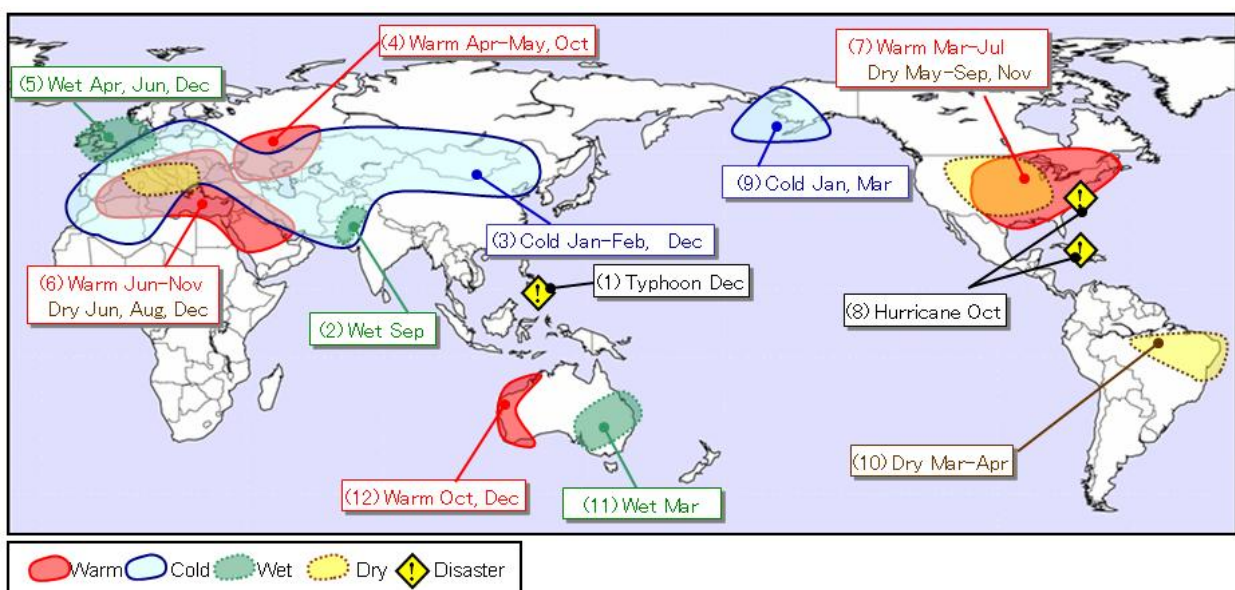 (4) Warm Apr-May, Oct
(7) Warm Mar-Jul
Dry May-Sep, Nov
(5) Wet Apr, Jun, Dec
(9) Cold Jan, Mar
(3) Cold Jan-Feb, Dec
(6) Warm Jun-Nov
Dry Jun, Aug, Dec
(1) Typhoon Dec
(8) Hurricane Oct
(2) Wet Sep
(10) Dry Mar-Apr
(12) Warm Oct, Dec
(11) Wet Mar
Warm Cold Wet Dry Disaster